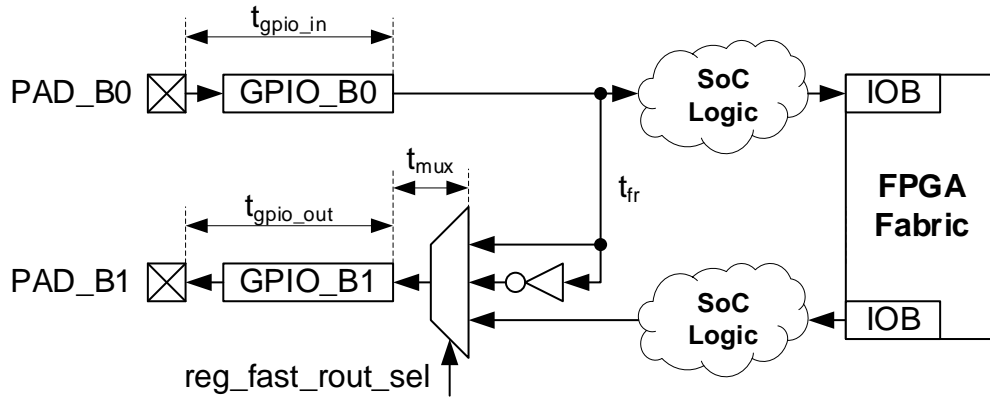 t_gpio_in
PAD_B0
GPIO_B0
SoC
Logic
IOB
t_mux
t_fr
FPGA
Fabric
t_gpio_out
PAD_B1
GPIO_B1
SoC
Logic
IOB
reg_fast_rout_sel